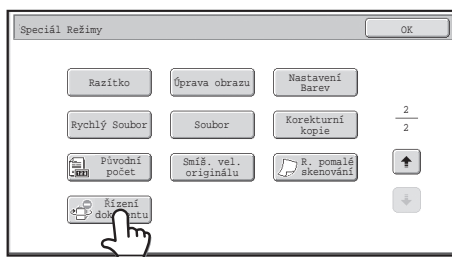 Speciál Režimy
OK
Razítko
Úprava obrazu
Nastavení
Barev
Rychlý Soubor
Soubor
Korekturní
kopie
2
2
Původní
počet
Smíš. vel.
originálu
R. pomalé
skenování
Řízení
dokumentu